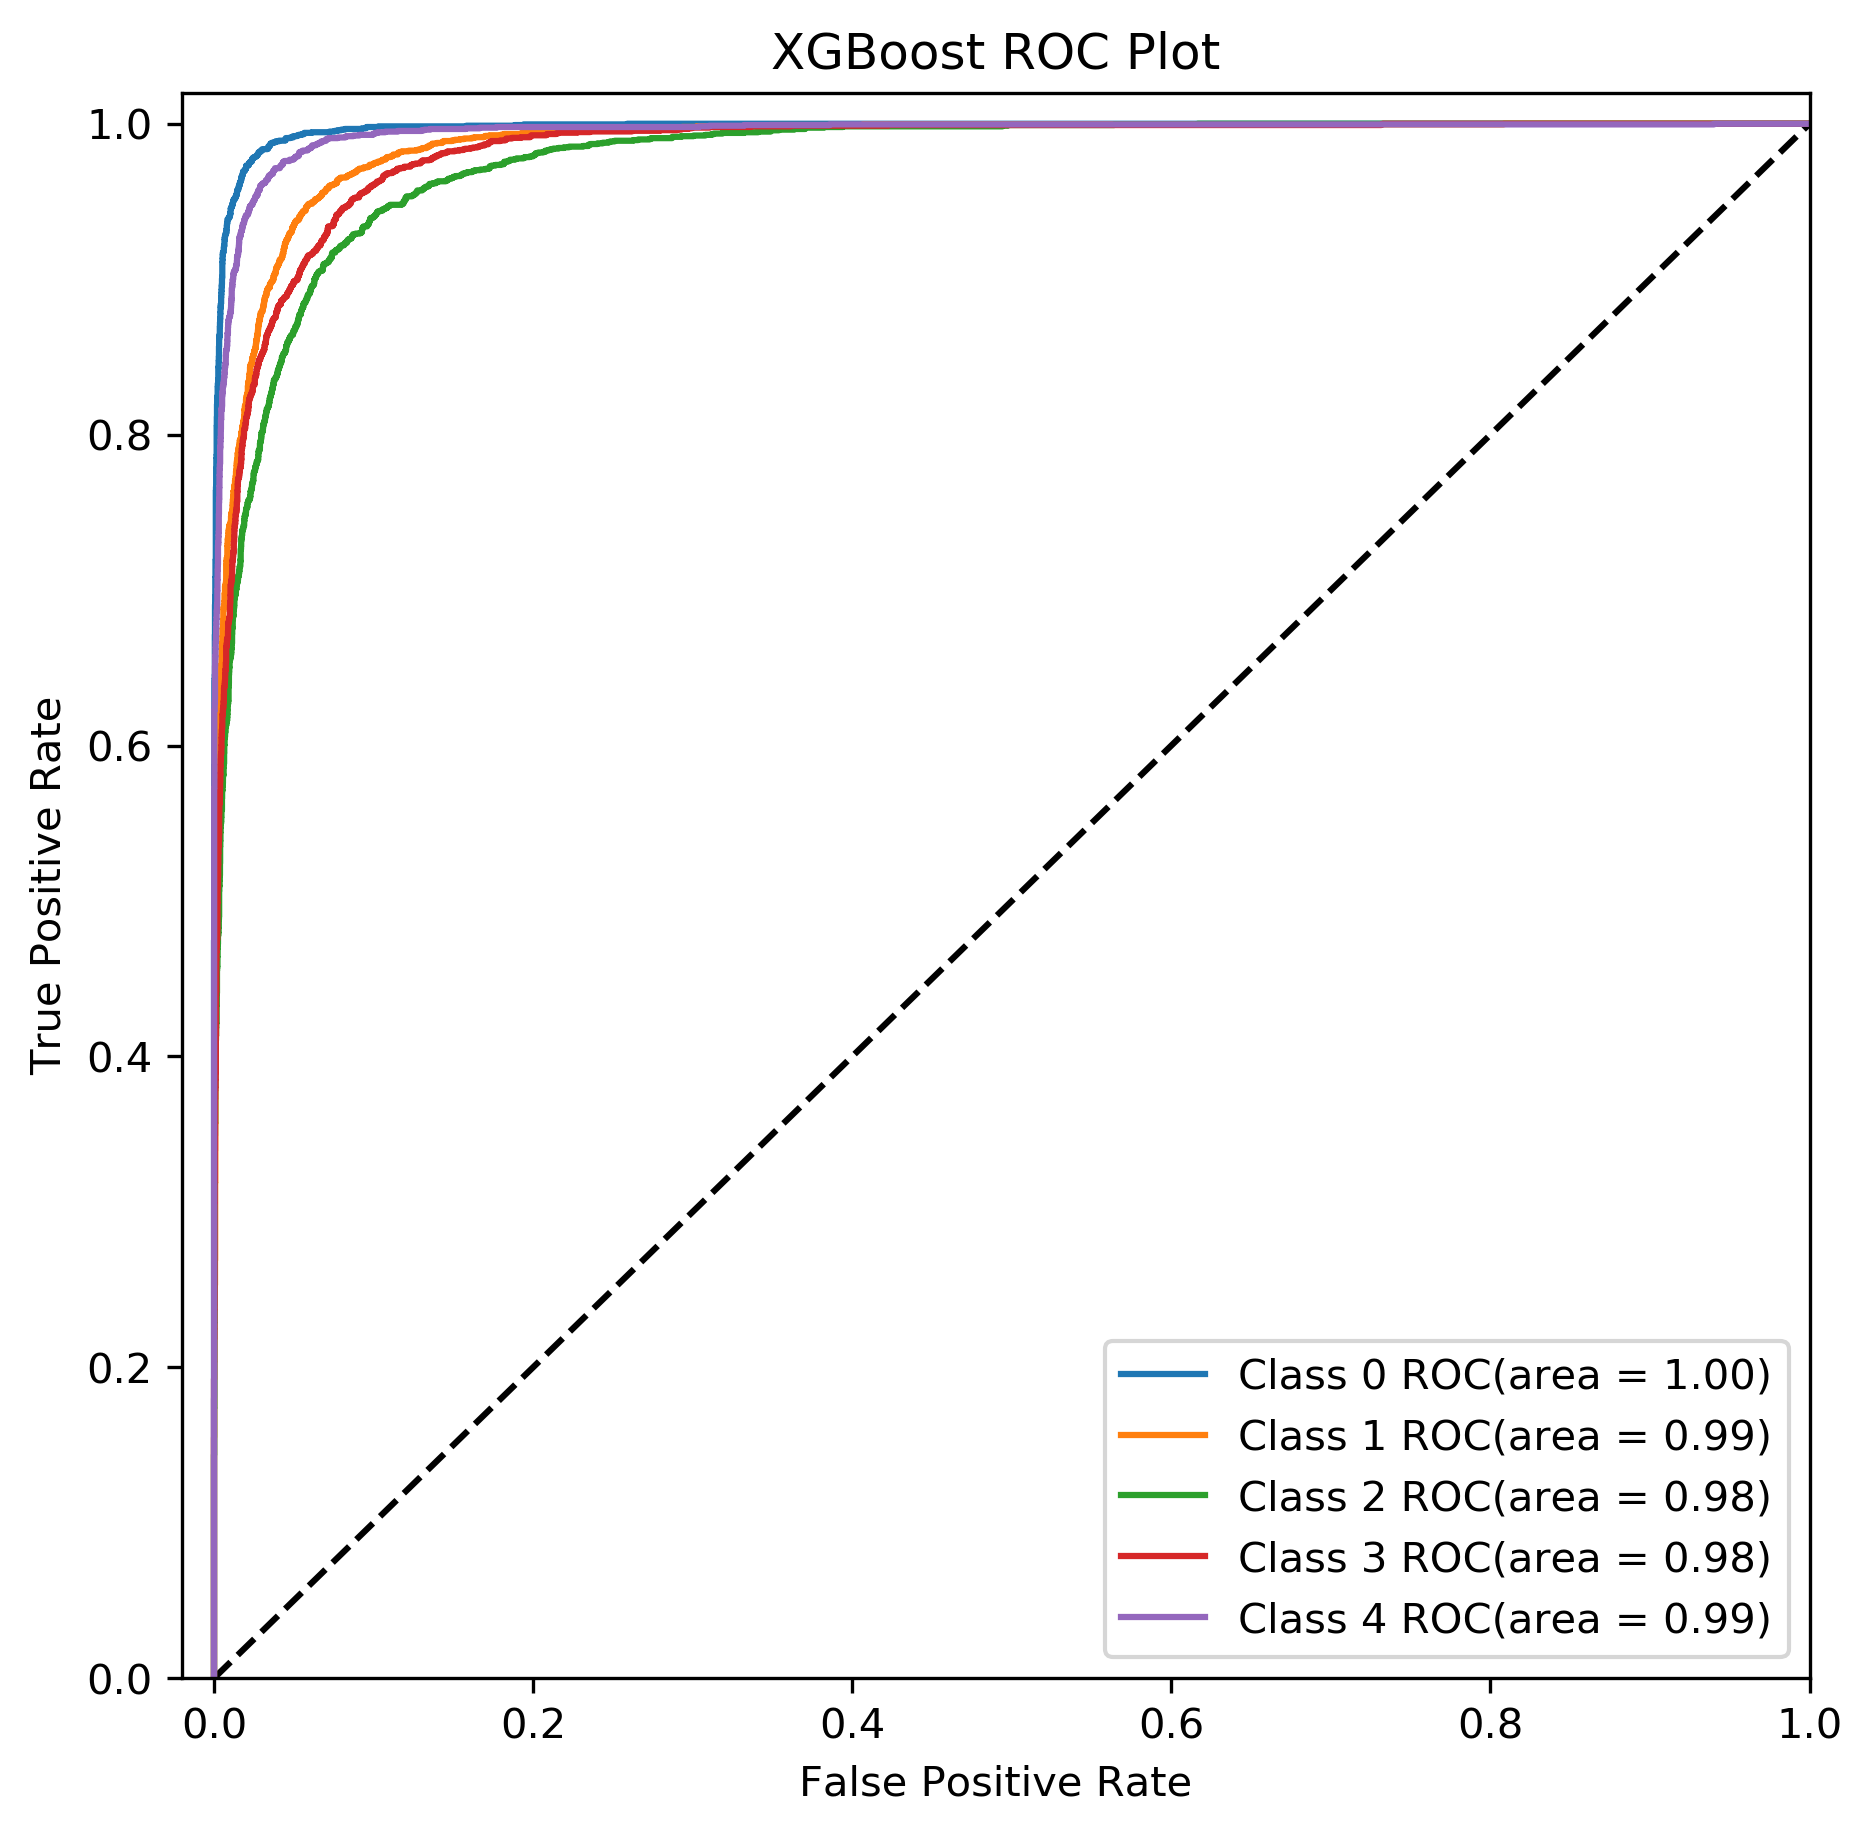 XGBoost ROC Plot
1.0
0.8
0.6
0.4
0.2
0.0
True Positive Rate
Class 0 ROC(area = 1.00)
Class 1 ROC(area = 0.99)
Class 2 ROC(area = 0.98)
Class 3 ROC(area = 0.98)
Class 4 ROC(area = 0.99)
0.0 0.2 0.4 0.6 0.8 1.0
False Positive Rate